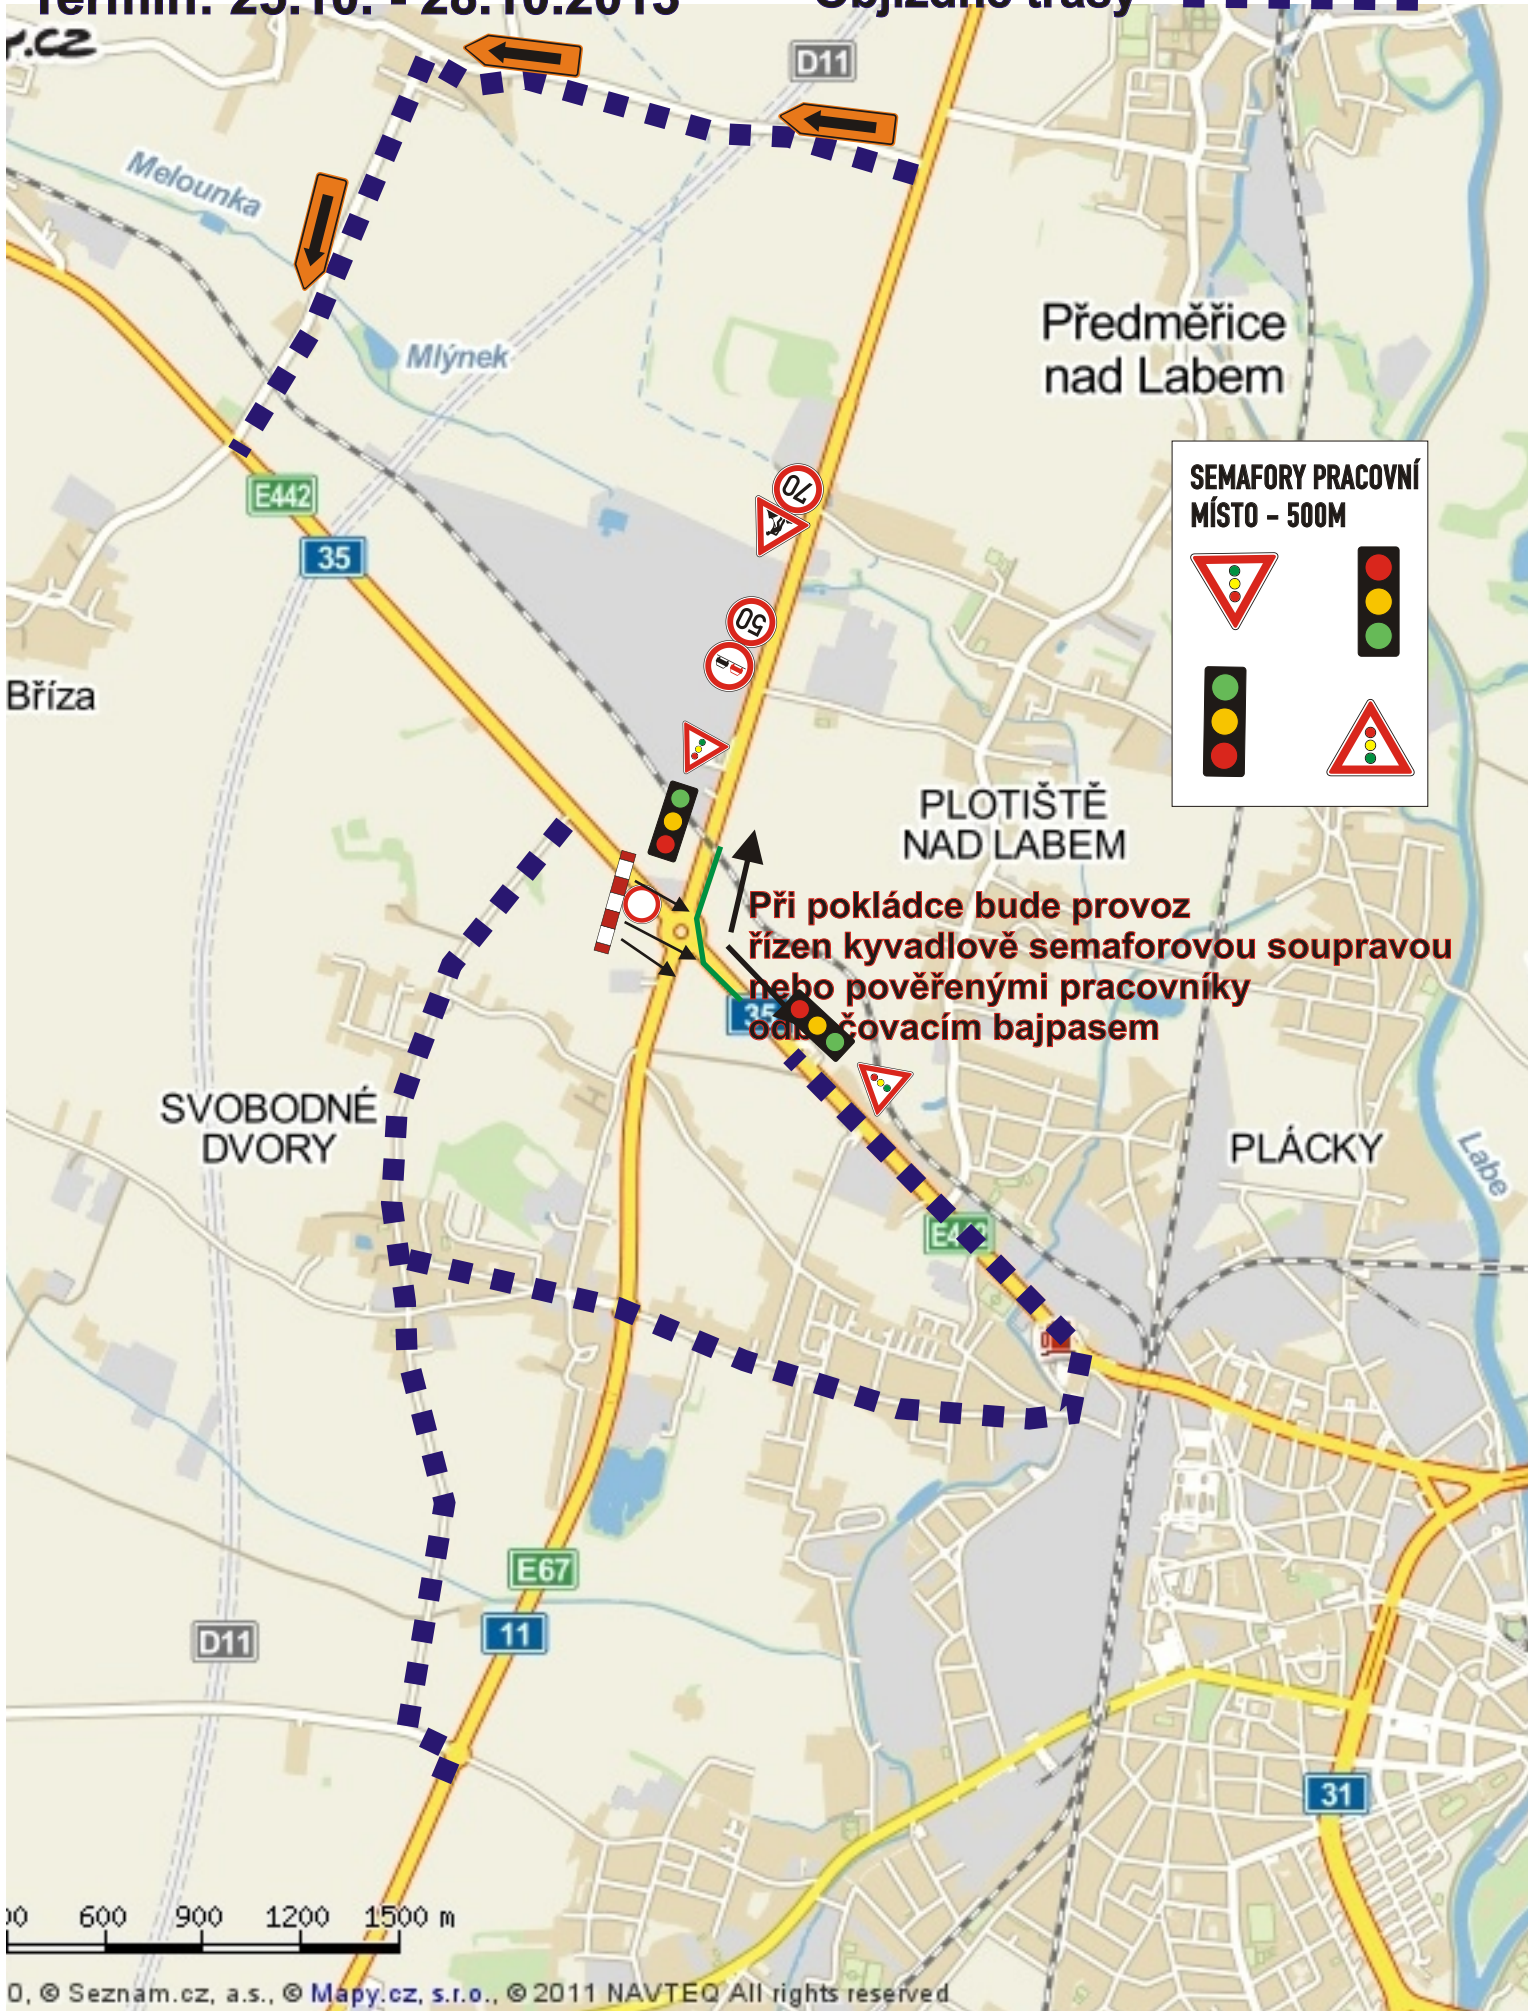 Termín: 25.10. - 28.10.2013
Objízdné trasy
y.cz
D11
Melounka
Mlýnek
Předměřice
nad Labem
70
SEMAFORY PRACOVNÍ
MÍSTO - 500M
E442
35
50
Bříza
PLOTIŠTĚ
NAD LABEM
Při pokládce bude provoz
řízen kyvadlově semaforovou soupravou
nebo pověřenými pracovníky
čovacím bajpasem
35
SVOBODNÉ
DVORY
PLÁCKY
Labe
E442
E67
11
D11
31
600 900 1200 1500 m
0, © Seznam.cz, a.s., © Mapy.cz, s.r.o., © 2011 NAVTEQ All rights reserved